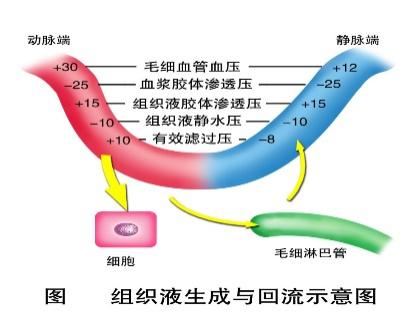 动脉端 静脉端
+30 毛细血管血压 +12
-25 血浆胶体渗透压 -25
+15 组织液胶体渗透压 +15
-10 组织液静水压 -10
+10 有效滤过压 -8
细胞
毛细淋巴管
图 组织液生成与回流示意图